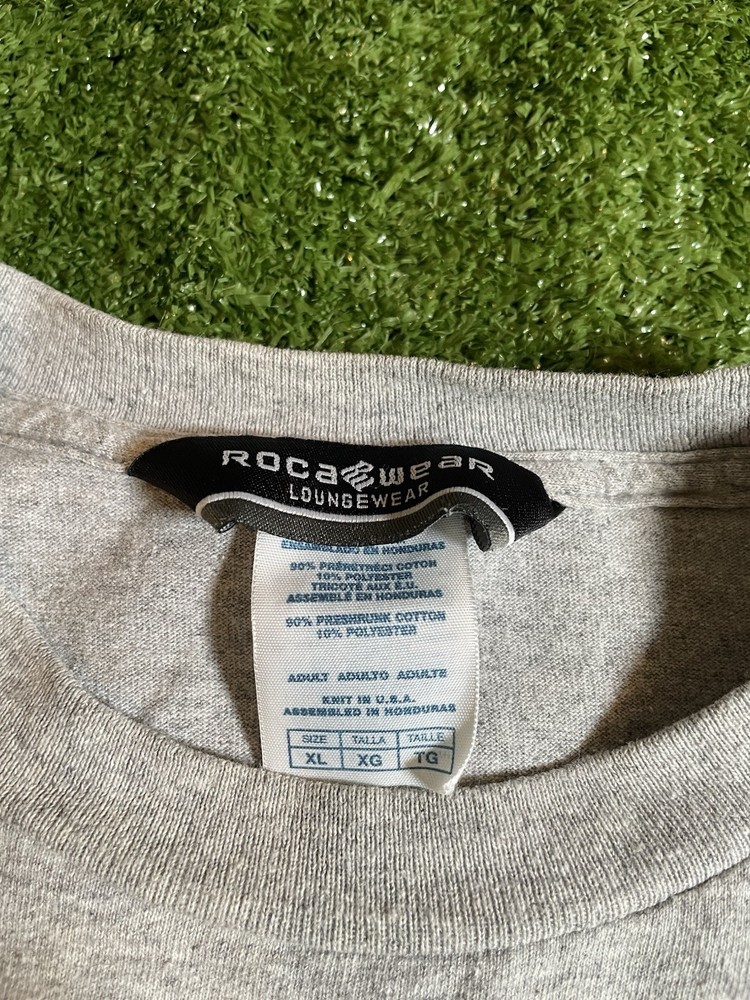 Rocawear
LOUNGEWEAR
ENSAMBLADO EN HONDURAS
90% PRÉRÉTRÉCI COTON
10% POLYESTER
TRICOTÉ AUX É.U.
ASSEMBLÉ EN HONDURAS
90% PRESHRUNK COTTON
10% POLYESTER
ADULT ADULTO ADULTE
KNIT IN U.S.A.
ASSEMBLED IN HONDURAS
SIZE TALLA TAILLE
XL XG TG